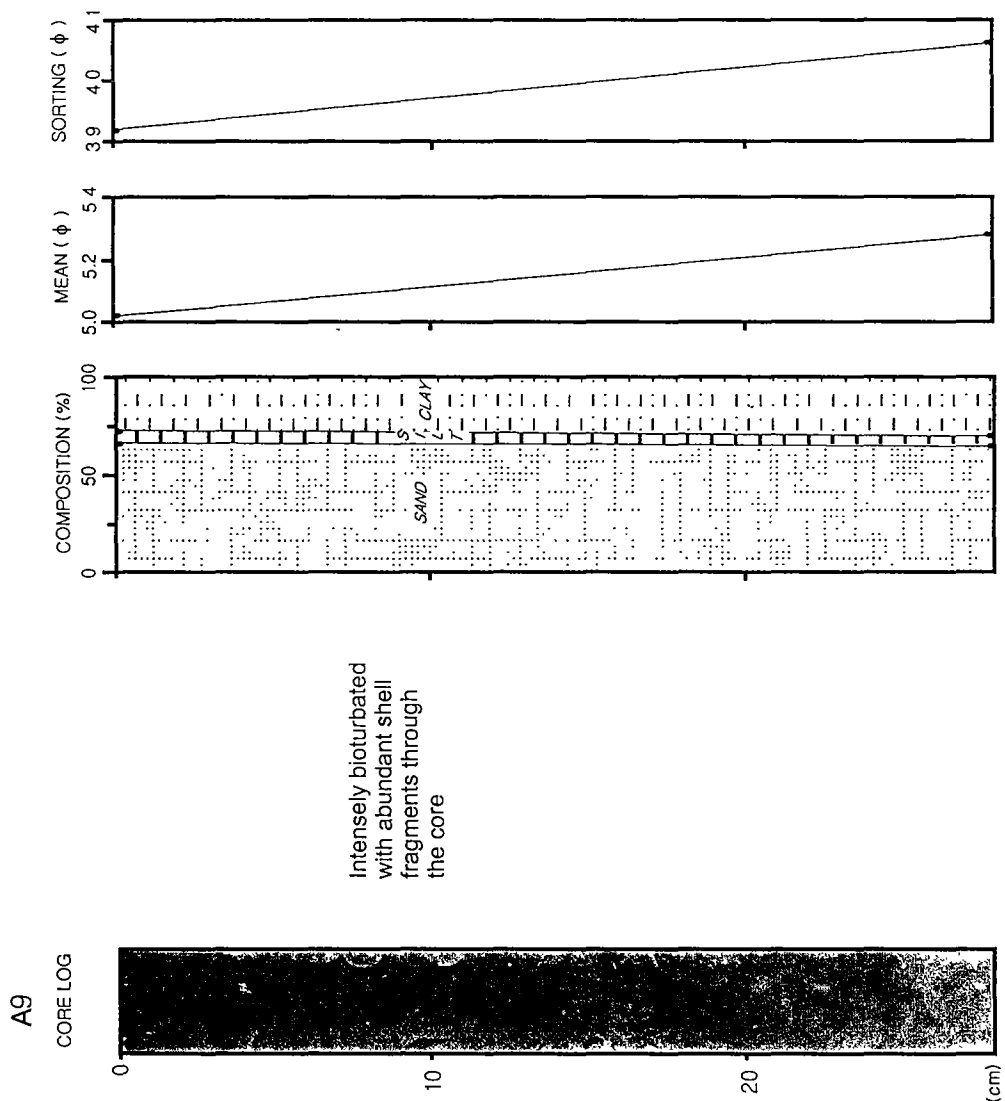 A9
CORE LOG
0
10
20
(cm)
Intensely bioturbated
with abundant shell
fragments through
the core
COMPOSITION (%)
0
50
100
SAND
SILT
CLAY
MEAN ( φ )
5.0
5.2
5.4
SORTING ( φ )
3.9
4.0
4.1